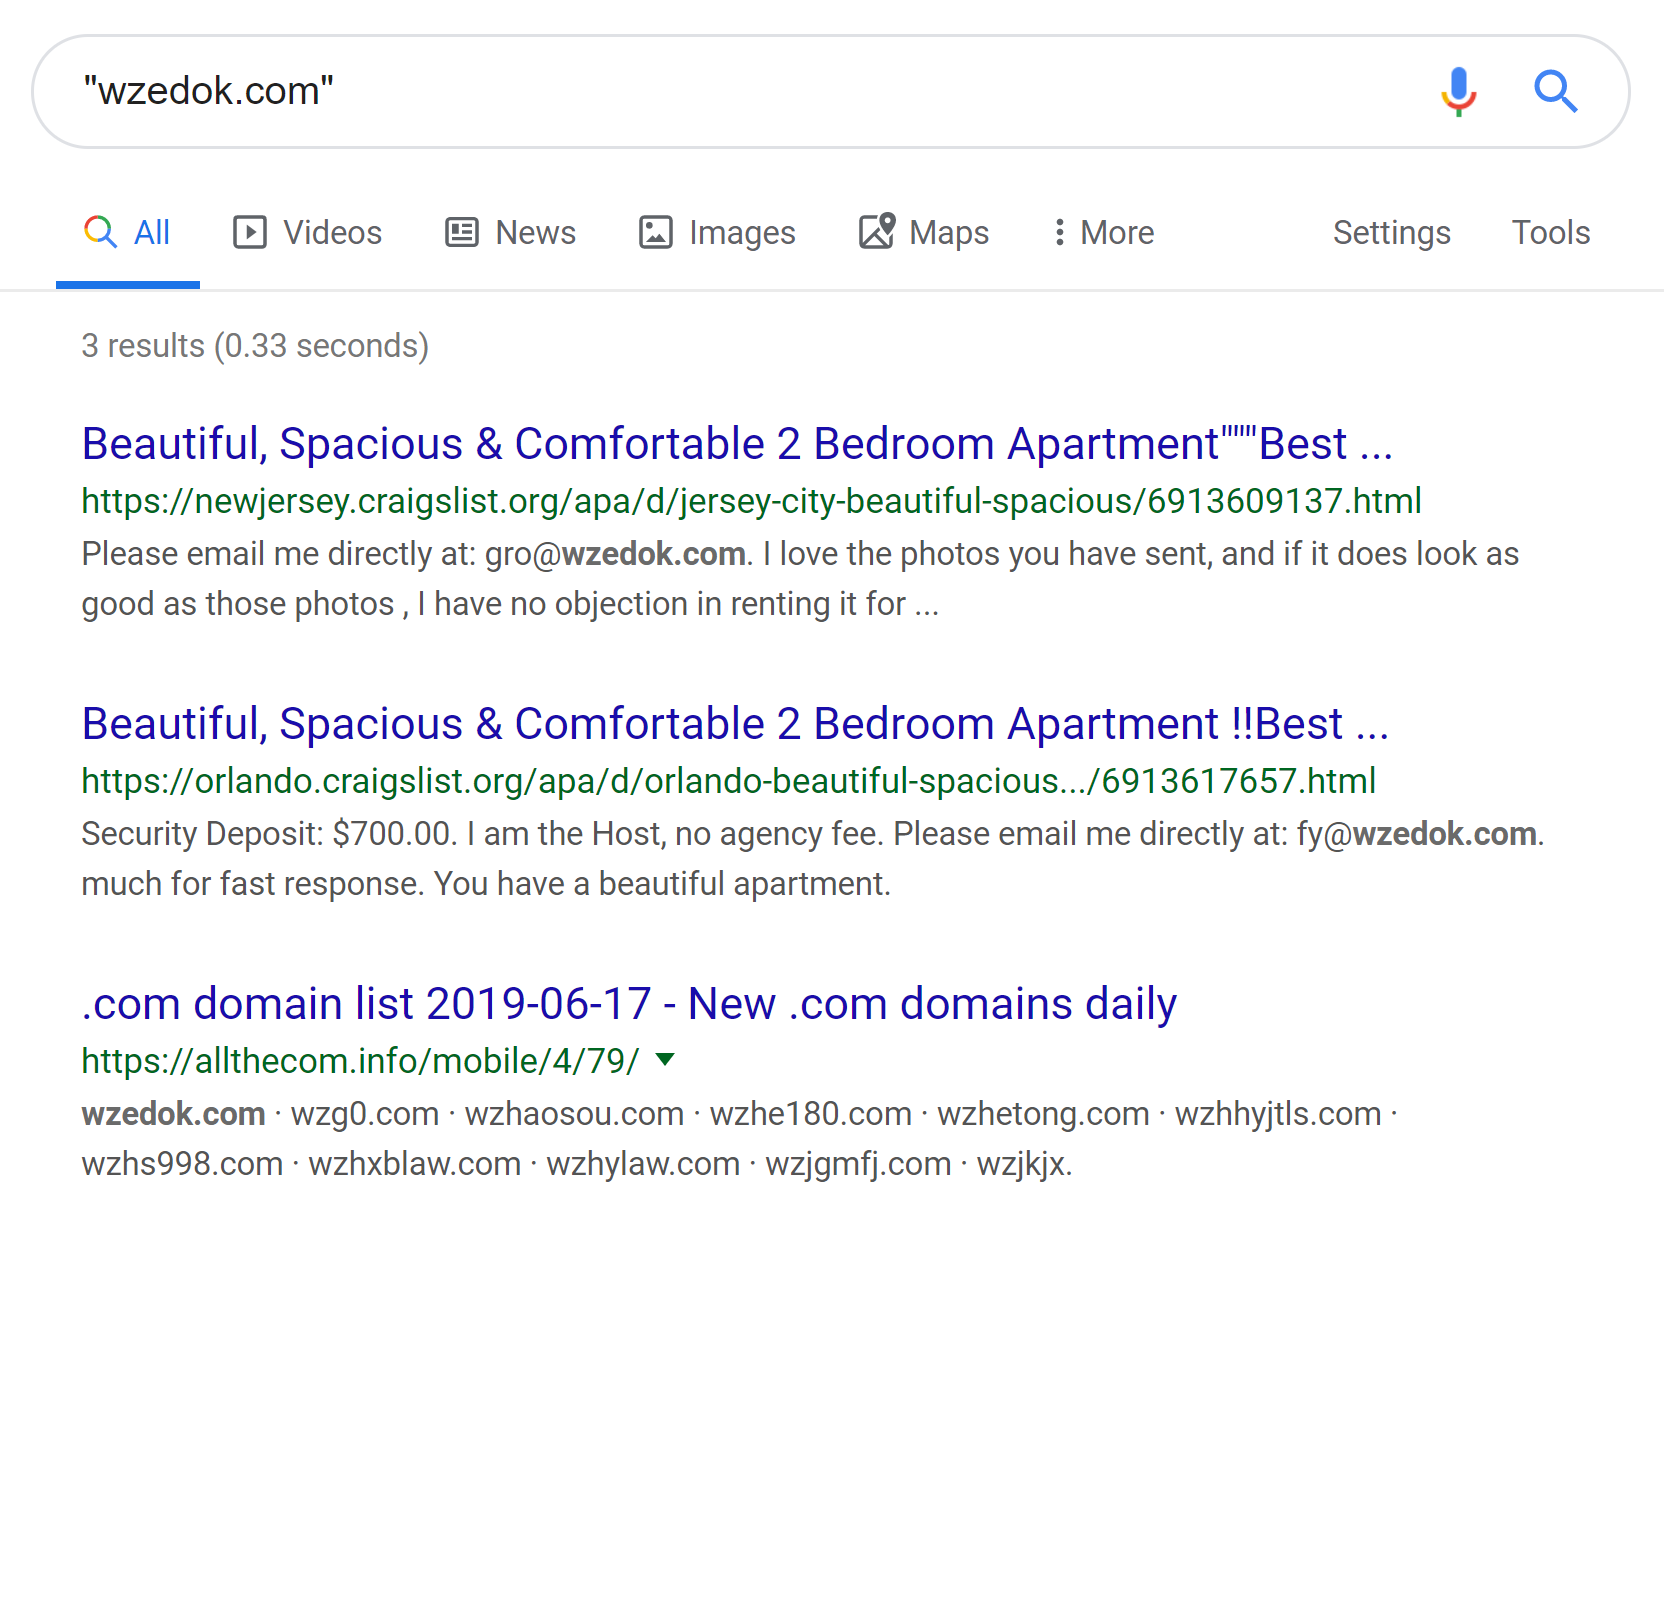 "wzedok.com"
All Videos News Images Maps More Settings Tools
3 results (0.33 seconds)
Beautiful, Spacious & Comfortable 2 Bedroom Apartment"""Best ...
https://newjersey.craigslist.org/apa/d/jersey-city-beautiful-spacious/6913609137.html
Please email me directly at: gro@wzedok.com. I love the photos you have sent, and if it does look as
good as those photos , I have no objection in renting it for ...
Beautiful, Spacious & Comfortable 2 Bedroom Apartment !!Best ...
https://orlando.craigslist.org/apa/d/orlando-beautiful-spacious.../6913617657.html
Security Deposit: $700.00. I am the Host, no agency fee. Please email me directly at: fy@wzedok.com.
much for fast response. You have a beautiful apartment.
.com domain list 2019-06-17 - New .com domains daily
https://allthecom.info/mobile/4/79/
wzedok.com · wzg0.com · wzhaosou.com · wzhe180.com · wzhetong.com · wzhhyjtls.com ·
wzhs998.com · wzhxblaw.com · wzhylaw.com · wzjgmfj.com · wzjkjx.